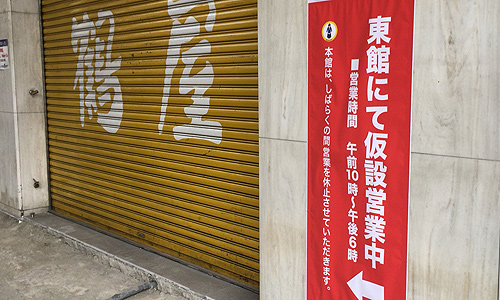 鶴屋
東館にて仮設営業中
■営業時間 午前10時～午後6時
本館は、しばらくの間営業を休止させていただきます。